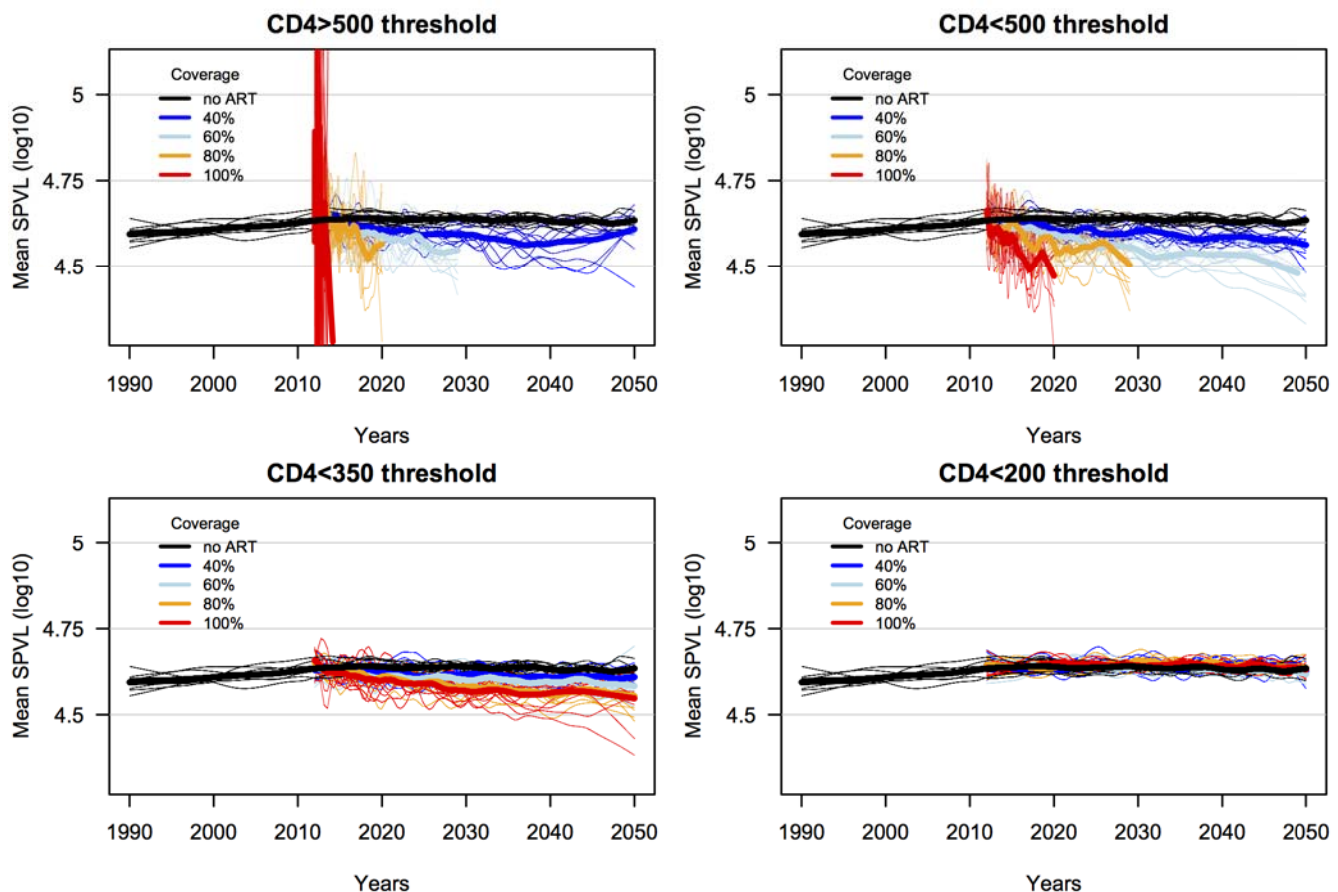 CD4>500 threshold
Mean SPVL (log10)
5
4.75
4.5
Coverage
no ART
40%
60%
80%
100%
1990 2000 2010 2020 2030 2040 2050
Years
CD4<500 threshold
Mean SPVL (log10)
5
4.75
4.5
Coverage
no ART
40%
60%
80%
100%
1990 2000 2010 2020 2030 2040 2050
Years
CD4<350 threshold
Mean SPVL (log10)
5
4.75
4.5
Coverage
no ART
40%
60%
80%
100%
1990 2000 2010 2020 2030 2040 2050
Years
CD4<200 threshold
Mean SPVL (log10)
5
4.75
4.5
Coverage
no ART
40%
60%
80%
100%
1990 2000 2010 2020 2030 2040 2050
Years